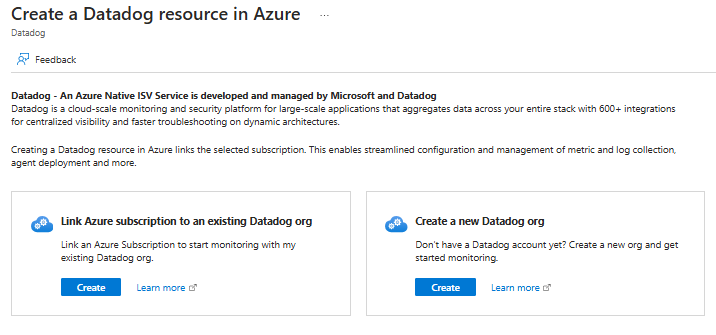 Create a Datadog resource in Azure ...
Datadog
Feedback
Datadog - An Azure Native ISV Service is developed and managed by Microsoft and Datadog
Datadog is a cloud-scale monitoring and security platform for large-scale applications that aggregates data across your entire stack with 600+ integrations
for centralized visibility and faster troubleshooting on dynamic architectures.
Creating a Datadog resource in Azure links the selected subscription. This enables streamlined configuration and management of metric and log collection,
agent deployment and more.
Link Azure subscription to an existing Datadog org
Link an Azure Subscription to start monitoring with my
existing Datadog org.
Create Learn more
Create a new Datadog org
Don't have a Datadog account yet? Create a new org and get
started monitoring.
Create Learn more